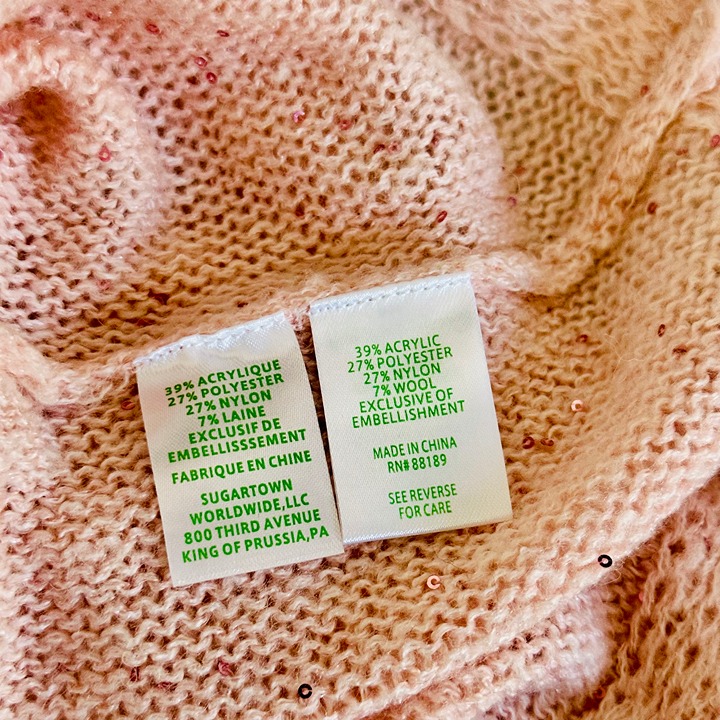 39% ACRYLIQUE
27% POLYESTER
27% NYLON
7% LAINE
EXCLUSIF DE
EMBELLISSSEMENT
FABRIQUE EN CHINE
SUGARTOWN
WORLDWIDE,LLC
800 THIRD AVENUE
KING OF PRUSSIA,PA
39% ACRYLIC
27% POLYESTER
27% NYLON
7% WOOL
EXCLUSIVE OF
EMBELLISHMENT
MADE IN CHINA
RN# 88189
SEE REVERSE
FOR CARE